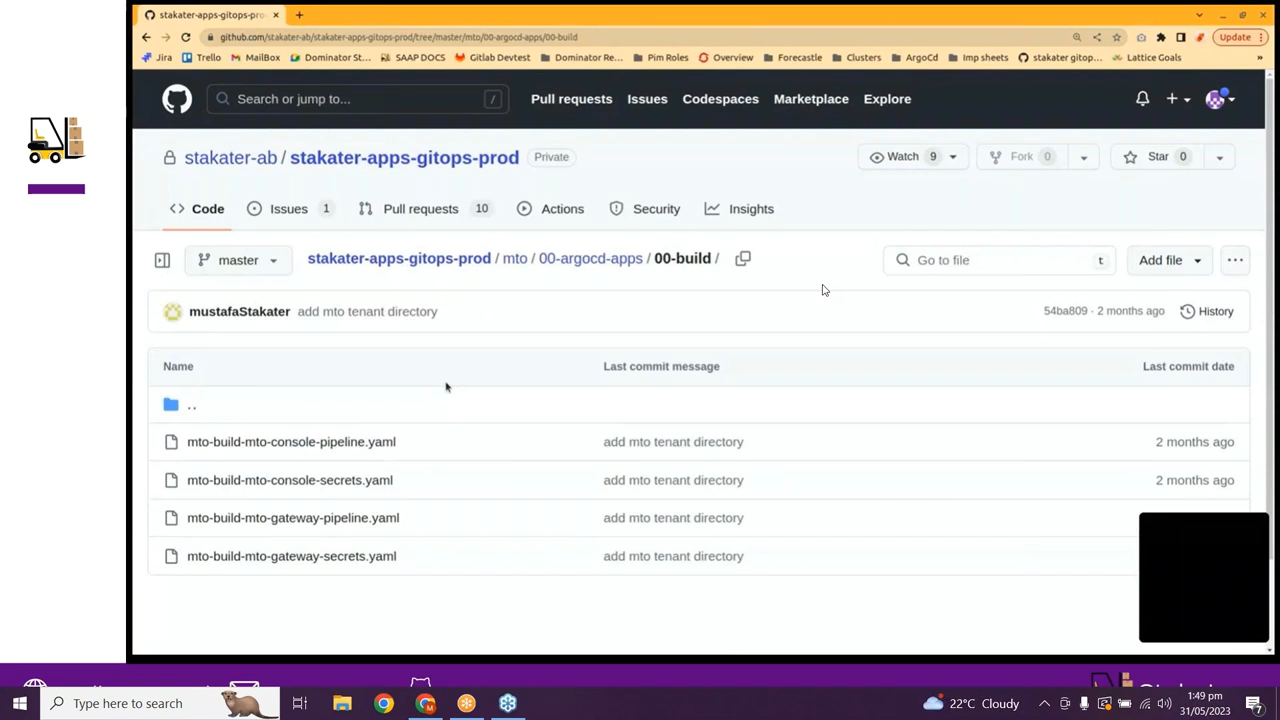 stakater-apps-gitops-pro
github.com/stakater-ab/stakater-apps-gitops-prod/tree/master/mto/00-argocd-apps/00-build
Update
Jira Trello MailBox Dominator St... SAAP DOCS Gitlab Devtest Dominator Re... Pim Roles Overview Forecastle Clusters ArgoCd Imp sheets stakater gitop... Lattice Goals »
Search or jump to... / Pull requests Issues Codespaces Marketplace Explore
stakater-ab / stakater-apps-gitops-prod Private Watch 9 Fork 0 Star 0
Code Issues 1 Pull requests 10 Actions Security Insights
master stakater-apps-gitops-prod / mto / 00-argocd-apps / 00-build / Go to file t Add file
mustafaStakater add mto tenant directory 54ba809 · 2 months ago History
Name Last commit message Last commit date
..
mto-build-mto-console-pipeline.yaml add mto tenant directory 2 months ago
mto-build-mto-console-secrets.yaml add mto tenant directory 2 months ago
mto-build-mto-gateway-pipeline.yaml add mto tenant directory
mto-build-mto-gateway-secrets.yaml add mto tenant directory
Type here to search 22°C Cloudy 1:49 pm
31/05/2023 7